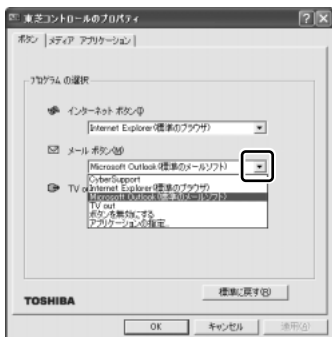 東芝コントロールのプロパティ
ボタン メディア アプリケーション
プログラムの選択
インターネット ボタン(I)
Internet Explorer(標準のブラウザ)
メール ボタン(M)
Microsoft Outlook(標準のメールソフト)
CyberSupport
TV o
Internet Explorer(標準のブラウザ)
Microsoft Outlook(標準のメールソフト)
TV out
ボタンを無効にする
アプリケーションの指定...
標準に戻す(R)
TOSHIBA
OK キャンセル 適用(A)